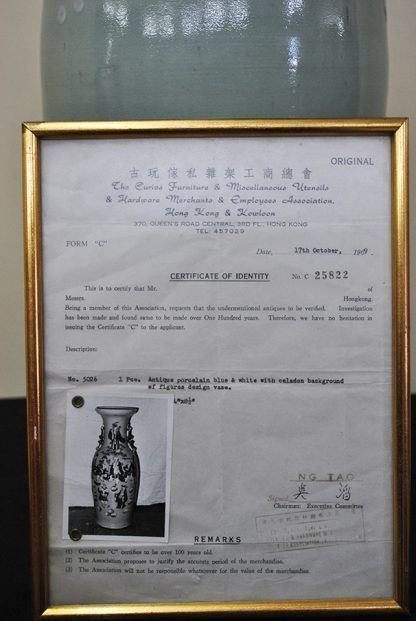 ORIGINAL
古玩傢私雜架工商總會
The Curios Furniture & Miscellaneous Utensils
& Hardware Merchants & Employees Association,
Hong Kong & Kowloon
370, QUEEN'S ROAD CENTRAL, 3RD FL., HONG KONG
TEL: 457029
FORM "C"
Date, 17th October, 1969.
CERTIFICATE OF IDENTITY No. C 25822
This is to certify that Mr. of
Messrs. Hongkong.
Being a member of this Association, requests that the undermentioned antiques to be verified. Investigation
has been made and found same to be made over One Hundred years. Therefore, we have no hesitation in
issuing the Certificate "C" to the applicant.
Description:
No. 5026 1 Pce. Antique porcelain blue & white with celadon background
of figures design vase.
NG TAO
Signed
Chairman: Executive Committee
REMARKS
(1) Certificate "C" certifies to be over 100 years old.
(2) The Association proposes to justify the accurate period of the merchandise.
(3) The Association will not be responsible whatsoever for the value of the merchandise.